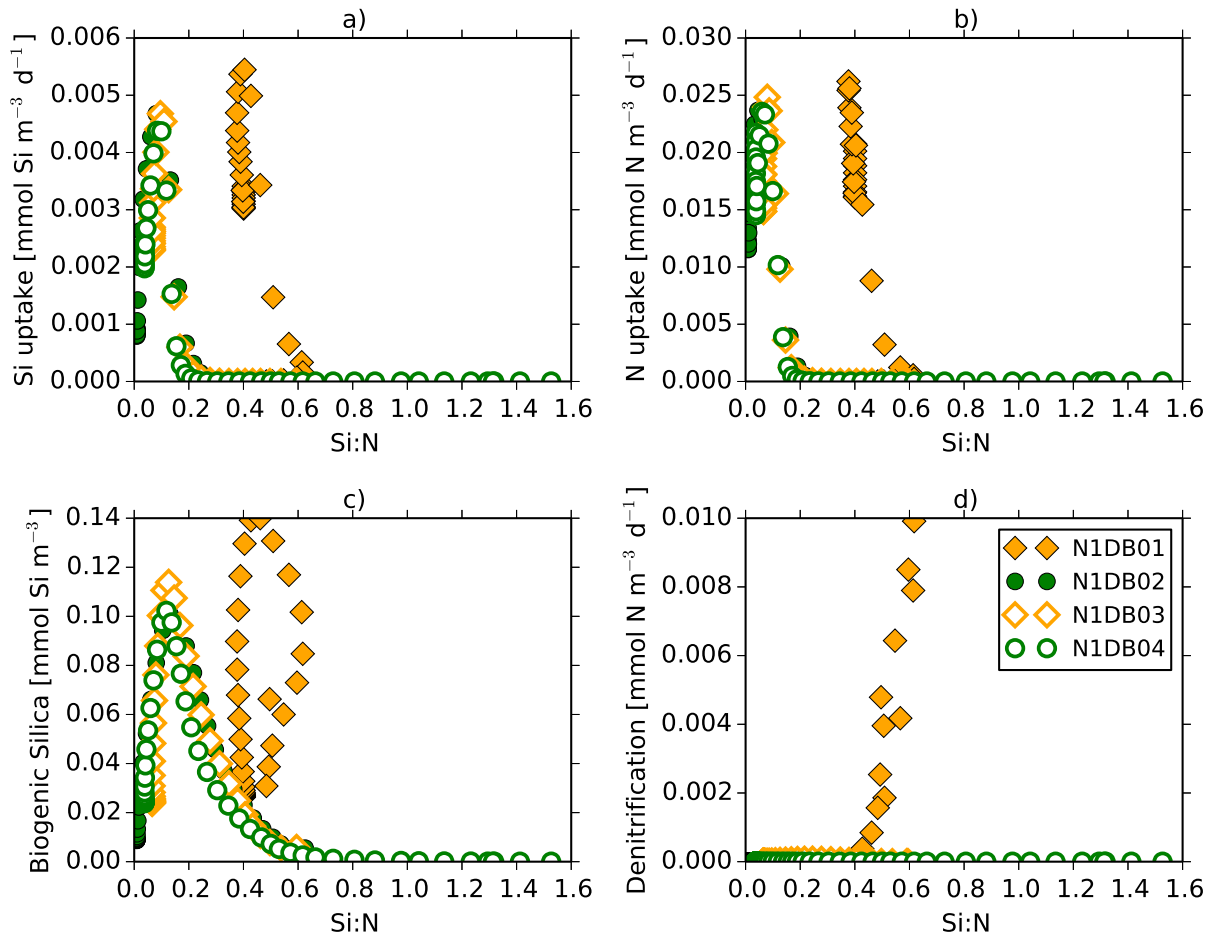 a)
Si uptake [mmol Si m⁻³ d⁻¹]
0.006
0.005
0.004
0.003
0.002
0.001
0.000
0.0 0.2 0.4 0.6 0.8 1.0 1.2 1.4 1.6
Si:N
b)
N uptake [mmol N m⁻³ d⁻¹]
0.030
0.025
0.020
0.015
0.010
0.005
0.000
0.0 0.2 0.4 0.6 0.8 1.0 1.2 1.4 1.6
Si:N
c)
Biogenic Silica [mmol Si m⁻³]
0.14
0.12
0.10
0.08
0.06
0.04
0.02
0.00
0.0 0.2 0.4 0.6 0.8 1.0 1.2 1.4 1.6
Si:N
d)
Denitrification [mmol N m⁻³ d⁻¹]
0.010
0.008
0.006
0.004
0.002
0.000
0.0 0.2 0.4 0.6 0.8 1.0 1.2 1.4 1.6
Si:N
N1DB01
N1DB02
N1DB03
N1DB04